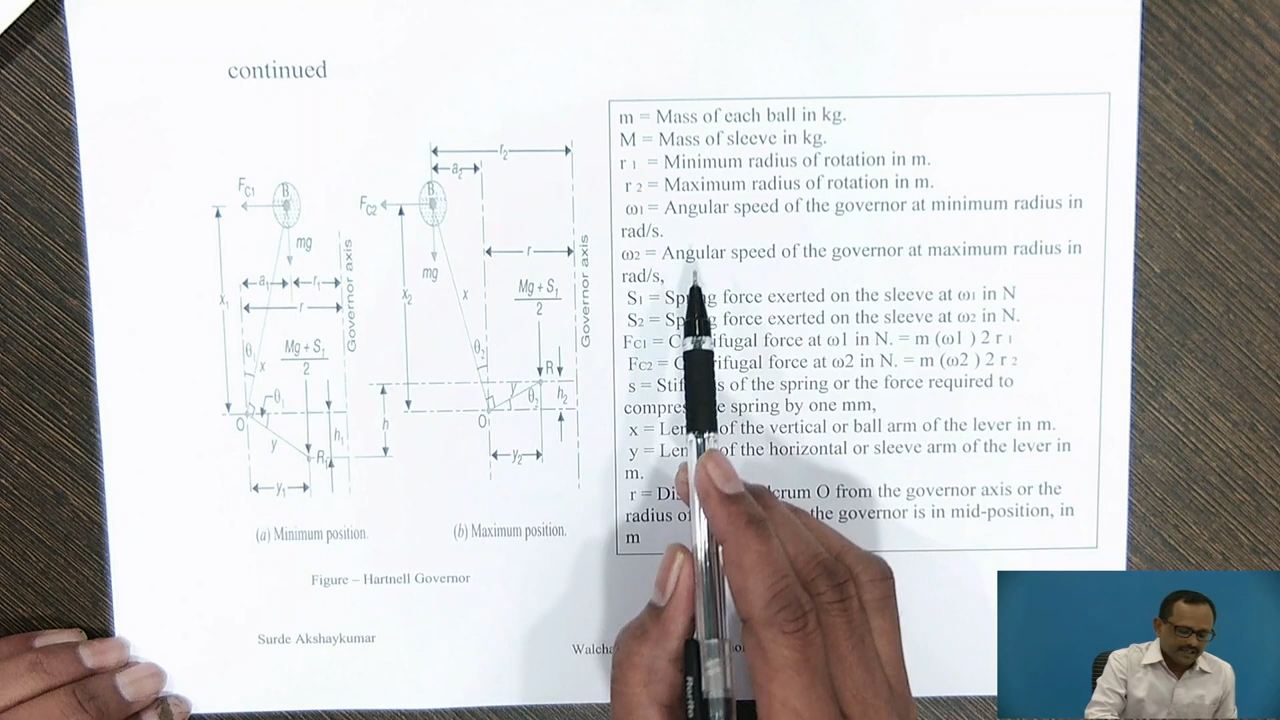 continued
m = Mass of each ball in kg.
M = Mass of sleeve in kg.
r 1 = Minimum radius of rotation in m.
r 2 = Maximum radius of rotation in m.
ω1 = Angular speed of the governor at minimum radius in
rad/s.
ω2 = Angular speed of the governor at maximum radius in
rad/s,
S1 = Spring force exerted on the sleeve at ω1 in N
S2 = Spring force exerted on the sleeve at ω2 in N.
FC1 = C ifugal force at ω1 in N. = m (ω1 ) 2 r 1
FC2 = C ifugal force at ω2 in N. = m (ω2 ) 2 r 2
s = Stif s of the spring or the force required to
compres e spring by one mm,
x = Len of the vertical or ball arm of the lever in m.
y = Len of the horizontal or sleeve arm of the lever in
m.
r = Dis crum O from the governor axis or the
radius of the governor is in mid-position, in
m
r2
a2
FC1 B
FC2 B
mg
mg
a1 r1
r
r
x1
x2
x
x
θ1
θ2
Mg + S1
2
Mg + S1
2
Governor axis
Governor axis
θ1
θ2
O
O
y
y
R1
R
h1
h
h2
y1
y2
(a) Minimum position.
(b) Maximum position.
Figure – Hartnell Governor
Surde Akshaykumar
Walcha